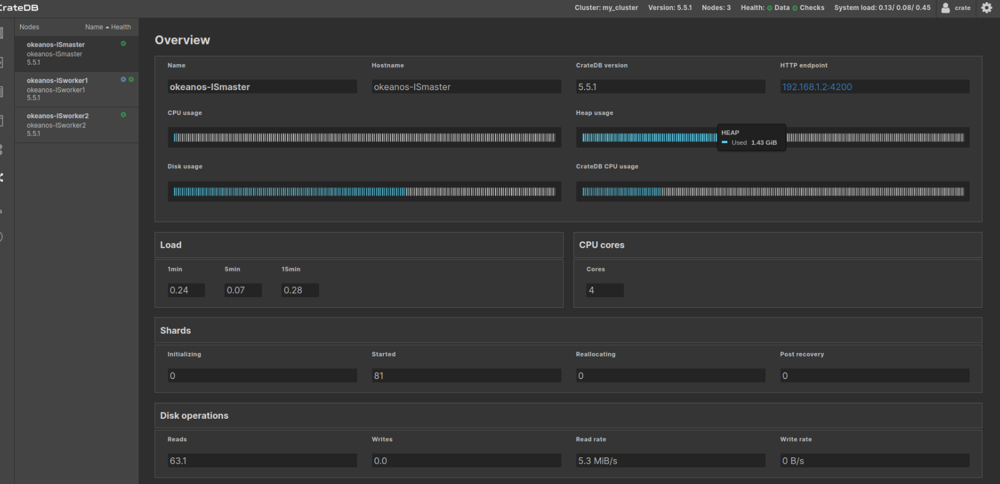 CrateDB
Cluster: my_cluster Version: 5.5.1 Nodes: 3 Health: Data Checks System load: 0.13/ 0.08/ 0.45 crate
Nodes Name Health
okeanos-ISmaster
okeanos-ISmaster
5.5.1
okeanos-ISworker1
okeanos-ISworker1
5.5.1
okeanos-ISworker2
okeanos-ISworker2
5.5.1
Overview
Name Hostname CrateDB version HTTP endpoint
okeanos-ISmaster okeanos-ISmaster 5.5.1 192.168.1.2:4200
CPU usage Heap usage
HEAP
Used 1.43 GiB
Disk usage CrateDB CPU usage
Load CPU cores
1min 5min 15min Cores
0.24 0.07 0.28 4
Shards
Initializing Started Reallocating Post recovery
0 81 0 0
Disk operations
Reads Writes Read rate Write rate
63.1 0.0 5.3 MiB/s 0 B/s